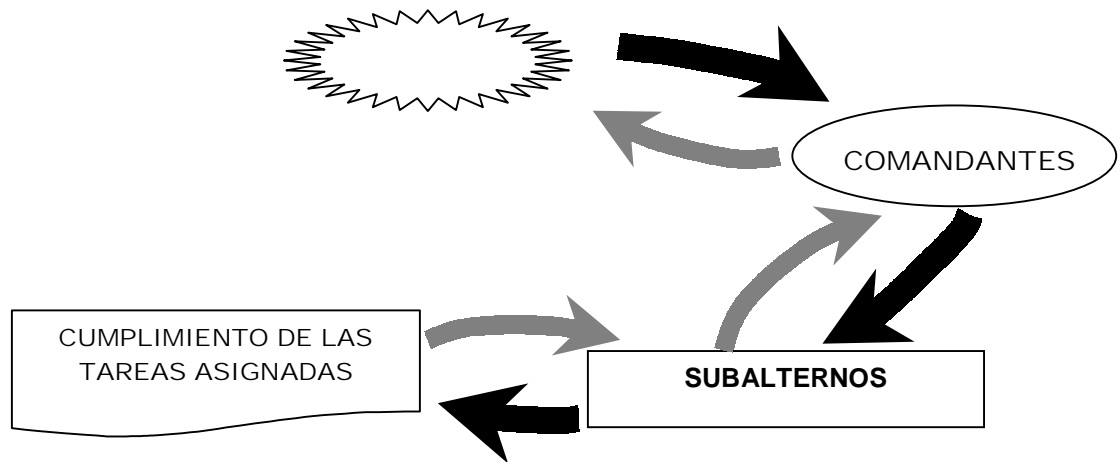 COMANDANTES
CUMPLIMIENTO DE LAS
TAREAS ASIGNADAS
SUBALTERNOS